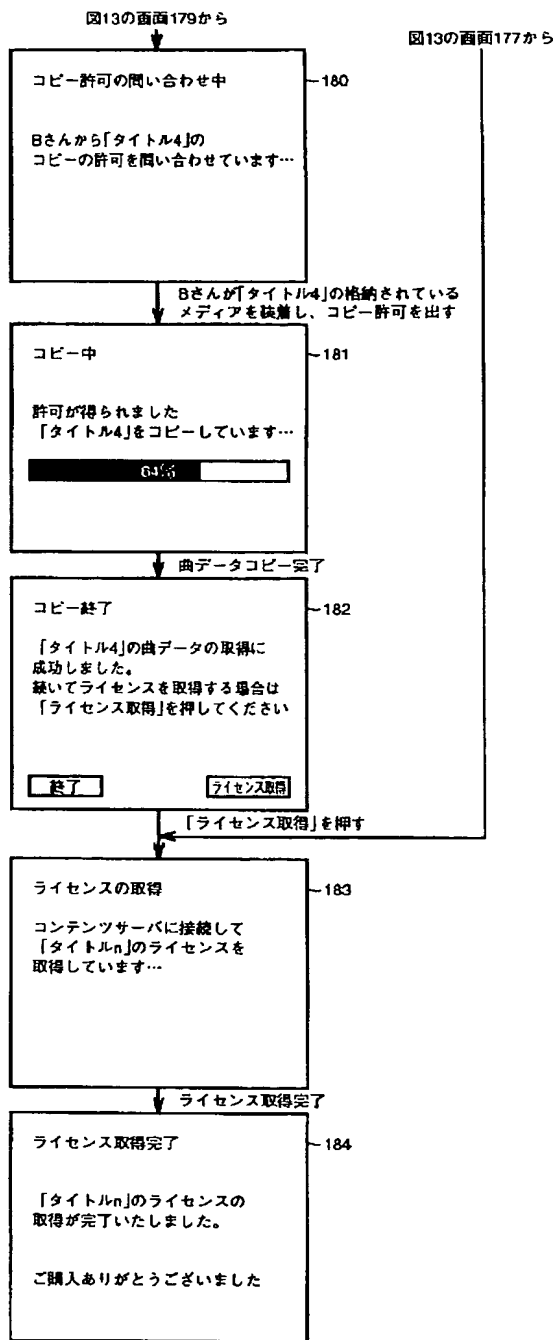 図13の画面179から
図13の画面177から
コピー許可の問い合わせ中
180
Bさんから「タイトル4」の
コピーの許可を問い合わせています…
Bさんが「タイトル4」の格納されている
メディアを装着し、コピー許可を出す
コピー中
181
許可が得られました
「タイトル4」をコピーしています…
64%
曲データコピー完了
コピー終了
182
「タイトル4」の曲データの取得に
成功しました。
続いてライセンスを取得する場合は
「ライセンス取得」を押してください
終了
ライセンス取得
「ライセンス取得」を押す
ライセンスの取得
183
コンテンツサーバに接続して
「タイトルn」のライセンスを
取得しています…
ライセンス取得完了
ライセンス取得完了
184
「タイトルn」のライセンスの
取得が完了いたしました。
ご購入ありがとうございました